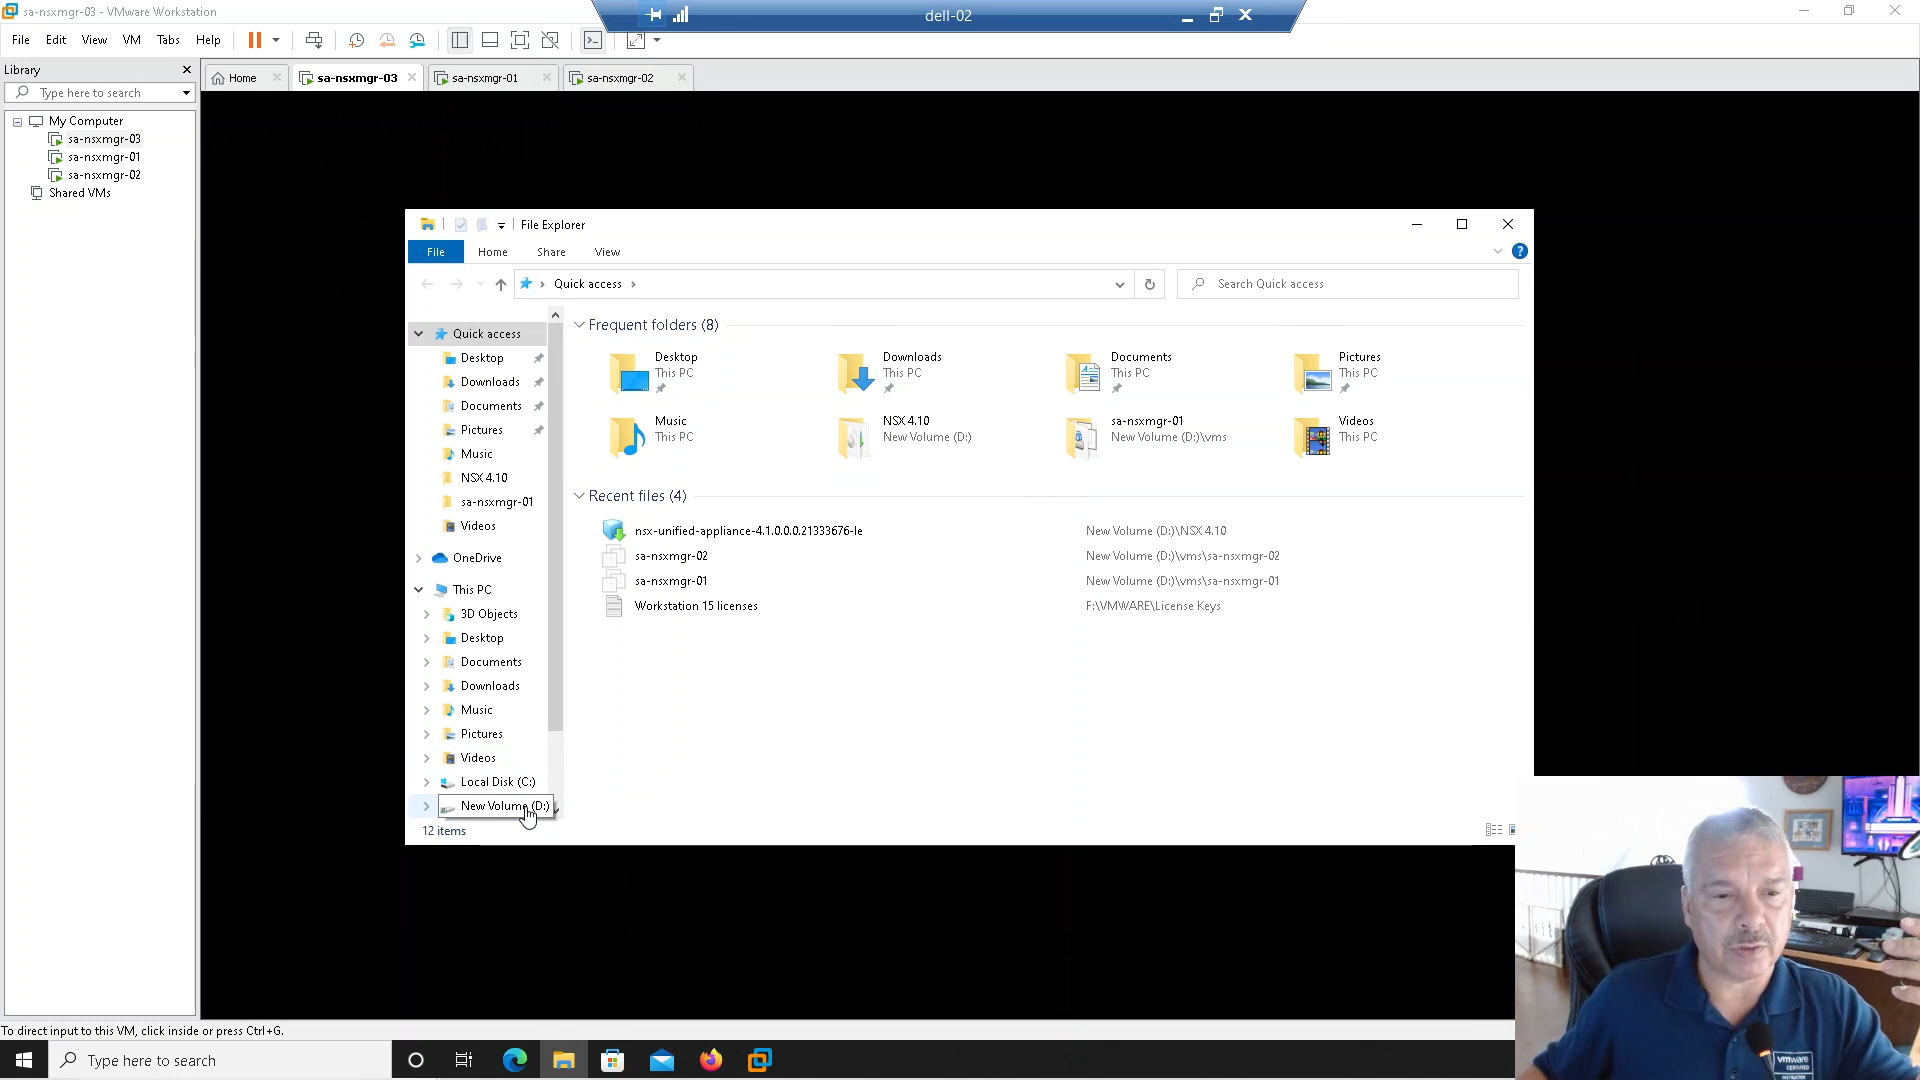 sa-nsxmgr-03 - VMware Workstation
dell-02
File Edit View VM Tabs Help
Library
Home
sa-nsxmgr-03
sa-nsxmgr-01
sa-nsxmgr-02
Type here to search
My Computer
sa-nsxmgr-03
sa-nsxmgr-01
sa-nsxmgr-02
Shared VMs
File Explorer
File Home Share View
Quick access
Search Quick access
Quick access
Desktop
Downloads
Documents
Pictures
Music
NSX 4.10
sa-nsxmgr-01
Videos
OneDrive
This PC
3D Objects
Desktop
Documents
Downloads
Music
Pictures
Videos
Local Disk (C:)
New Volume (D:)
12 items
Frequent folders (8)
Desktop
This PC
Downloads
This PC
Documents
This PC
Pictures
This PC
Music
This PC
NSX 4.10
New Volume (D:)
sa-nsxmgr-01
New Volume (D:)\vms
Videos
This PC
Recent files (4)
nsx-unified-appliance-4.1.0.0.0.21333676-le New Volume (D:)\NSX 4.10
sa-nsxmgr-02 New Volume (D:)\vms\sa-nsxmgr-02
sa-nsxmgr-01 New Volume (D:)\vms\sa-nsxmgr-01
Workstation 15 licenses F:\VMWARE\License Keys
To direct input to this VM, click inside or press Ctrl+G.
Type here to search
vmware
CERTIFIED
INSTRUCTOR